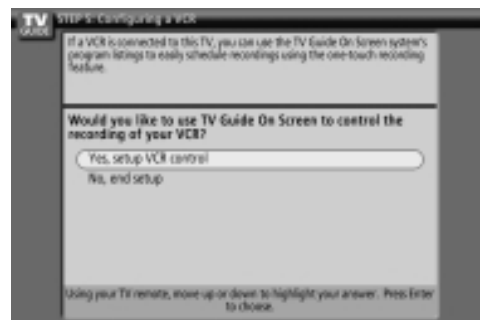 TV
GUIDE
STEP 5: Configuring a VCR
If a VCR is connected to this TV, you can use the TV Guide On Screen system's
program listings to easily schedule recordings using the one-touch recording
feature.
Would you like to use TV Guide On Screen to control the
recording of your VCR?
Yes, setup VCR control
No, end setup
Using your TV remote, move up or down to highlight your answer. Press Enter
to choose.